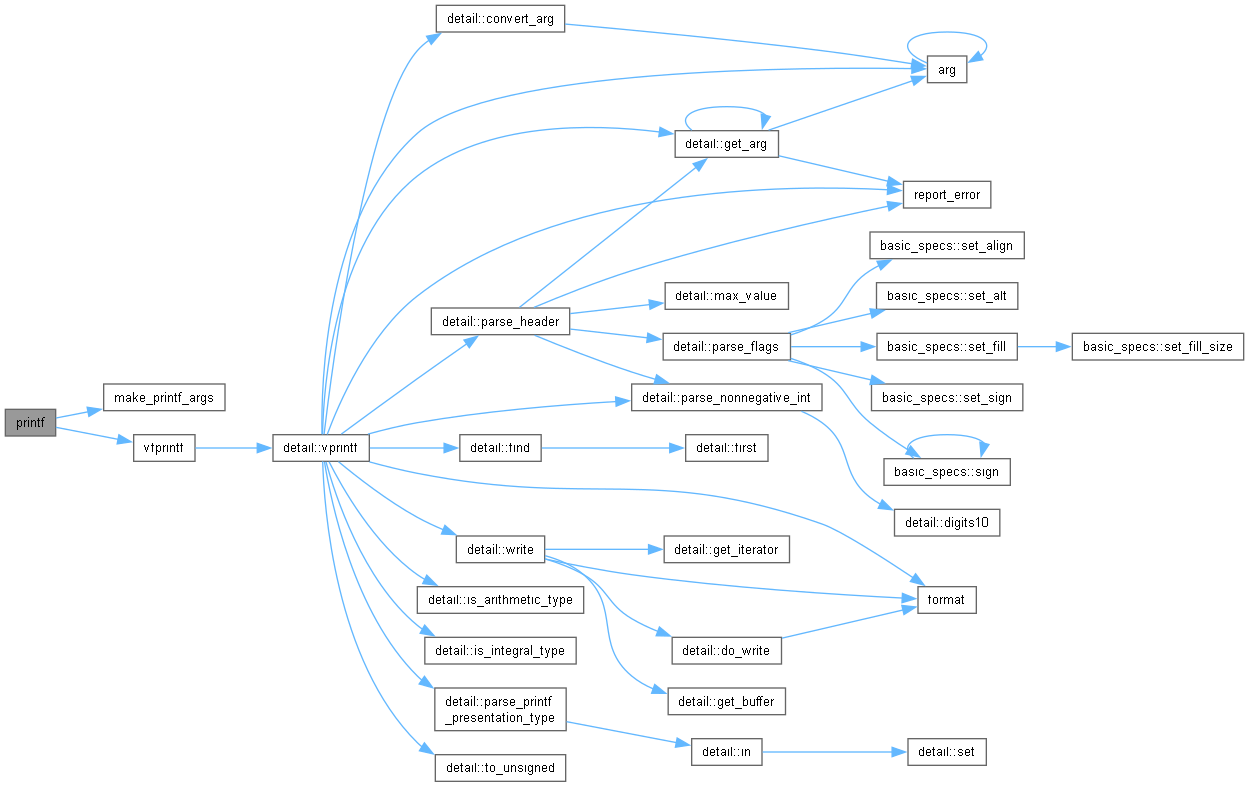 detail::convert_arg
arg
detail::get_arg
report_error
basic_specs::set_align
detail::max_value
basic_specs::set_alt
detail::parse_header
detail::parse_flags
basic_specs::set_fill
basic_specs::set_fill_size
make_printf_args
detail::parse_nonnegative_int
basic_specs::set_sign
printf
vfprintf
detail::vprintf
detail::find
detail::first
basic_specs::sign
detail::digits10
detail::write
detail::get_iterator
detail::is_arithmetic_type
format
detail::is_integral_type
detail::do_write
detail::parse_printf
_presentation_type
detail::get_buffer
detail::in
detail::set
detail::to_unsigned